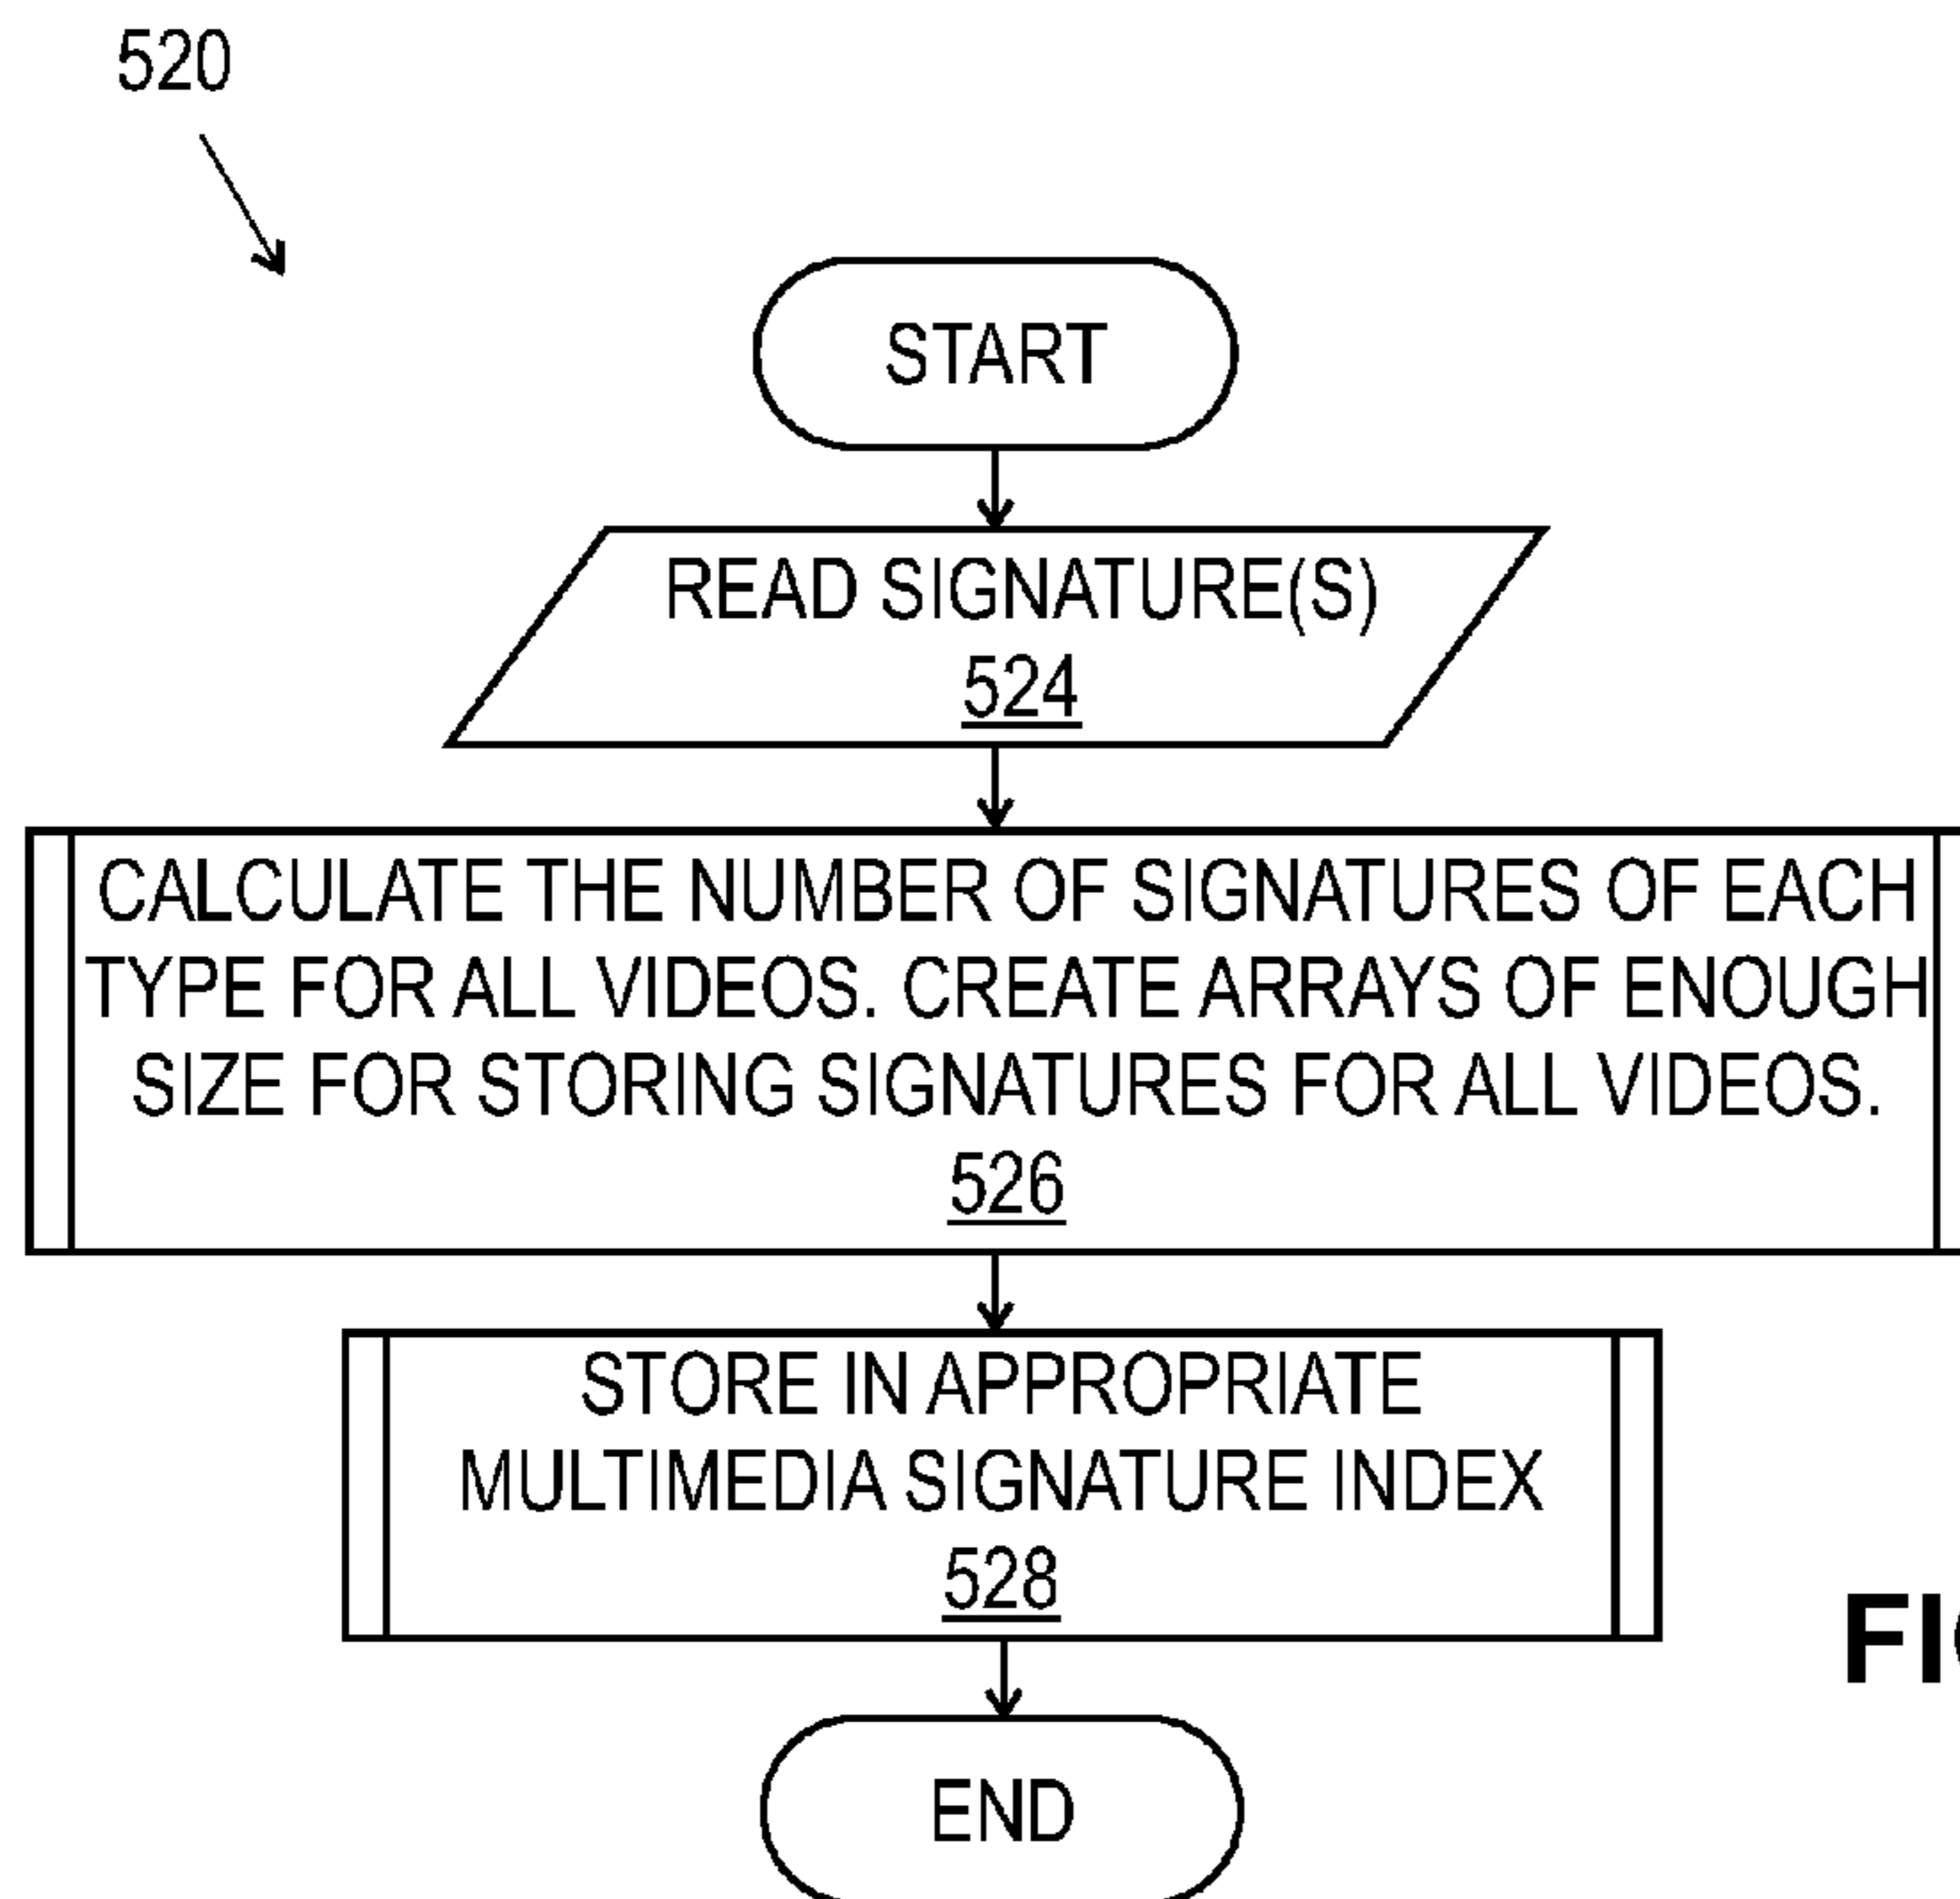 520
START
READ SIGNATURE(S)
524
CALCULATE THE NUMBER OF SIGNATURES OF EACH
TYPE FOR ALL VIDEOS. CREATE ARRAYS OF ENOUGH
SIZE FOR STORING SIGNATURES FOR ALL VIDEOS.
526
STORE IN APPROPRIATE
MULTIMEDIA SIGNATURE INDEX
528
END